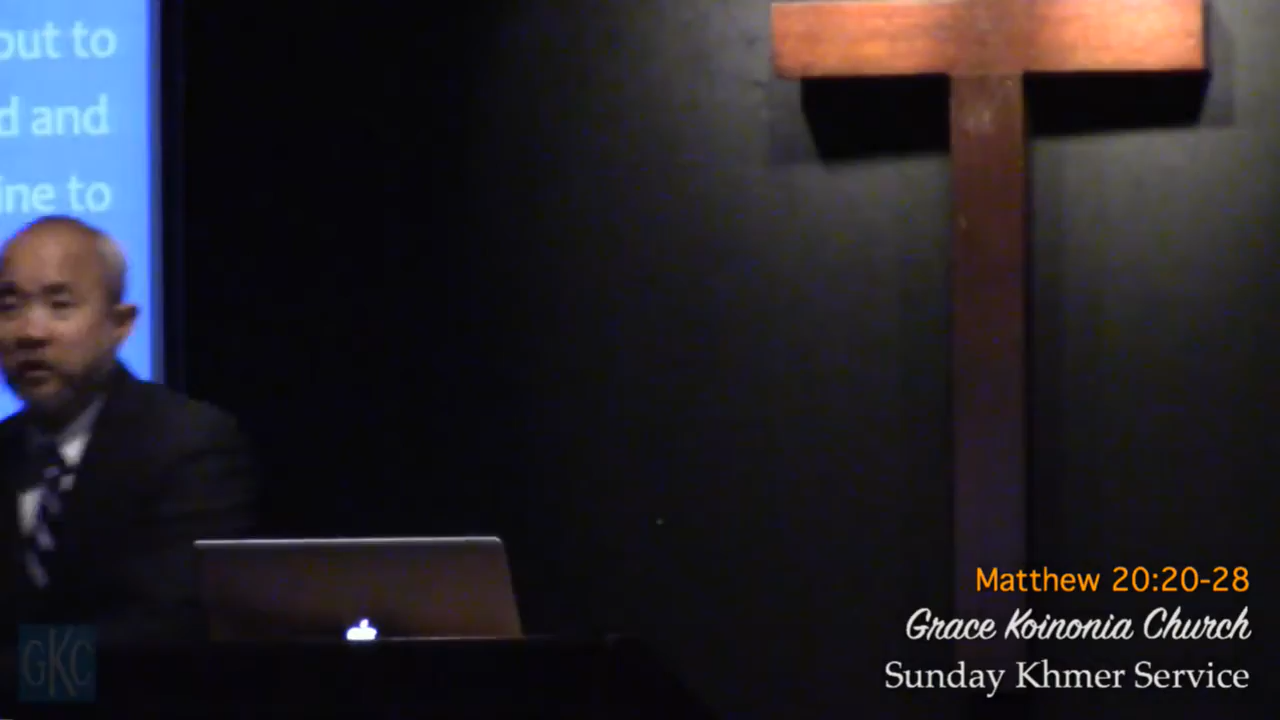 out to
d and
ine to
Matthew 20:20-28
Grace Koinonia Church
Sunday Khmer Service
GKC